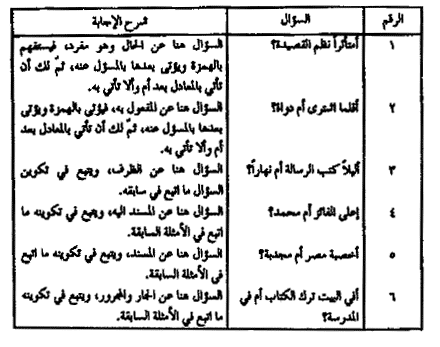 الرقم السؤال شرح الإجابة
١ أمتأثراً نظم القصيدة؟ السؤال هنا عن الحال وهو مفرد، فيستفهم
بالهمزة ويؤتى بعدها بالمسؤل عنه، ثمّ لك أن
تأتي بالمعادل بعد أم وألا تأتي به.
٢ أقلما اشترى أم دواة؟ السؤال هنا عن المفعول به، فيؤتى بالهمزة ويؤتى
بعدها بالمسؤل عنه، ثمّ لك أن تأتي بالمعادل بعد
أم وألا تأتي به.
٣ أليلاً كتب الرسالة أم نهاراً؟ السؤال هنا عن الظرف، ويتبع في تكوين
السؤال ما اتبع في سابقه.
٤ إعلى الفائز أم محمد؟ السؤال هنا عن المسند اليه، ويتبع في تكوينه ما
اتبع في الأمثلة السابقة.
٥ أخصبة مصر أم مجدبة؟ السؤال هنا عن المسند، ويتبع في تكوينه ما اتبع
في الأمثلة السابقة.
٦ أفي البيت ترك الكتاب أم في السؤال هنا عن الجار والمجرور، ويتبع في تكوينه
المدرسة؟ ما اتبع في الأمثلة السابقة.